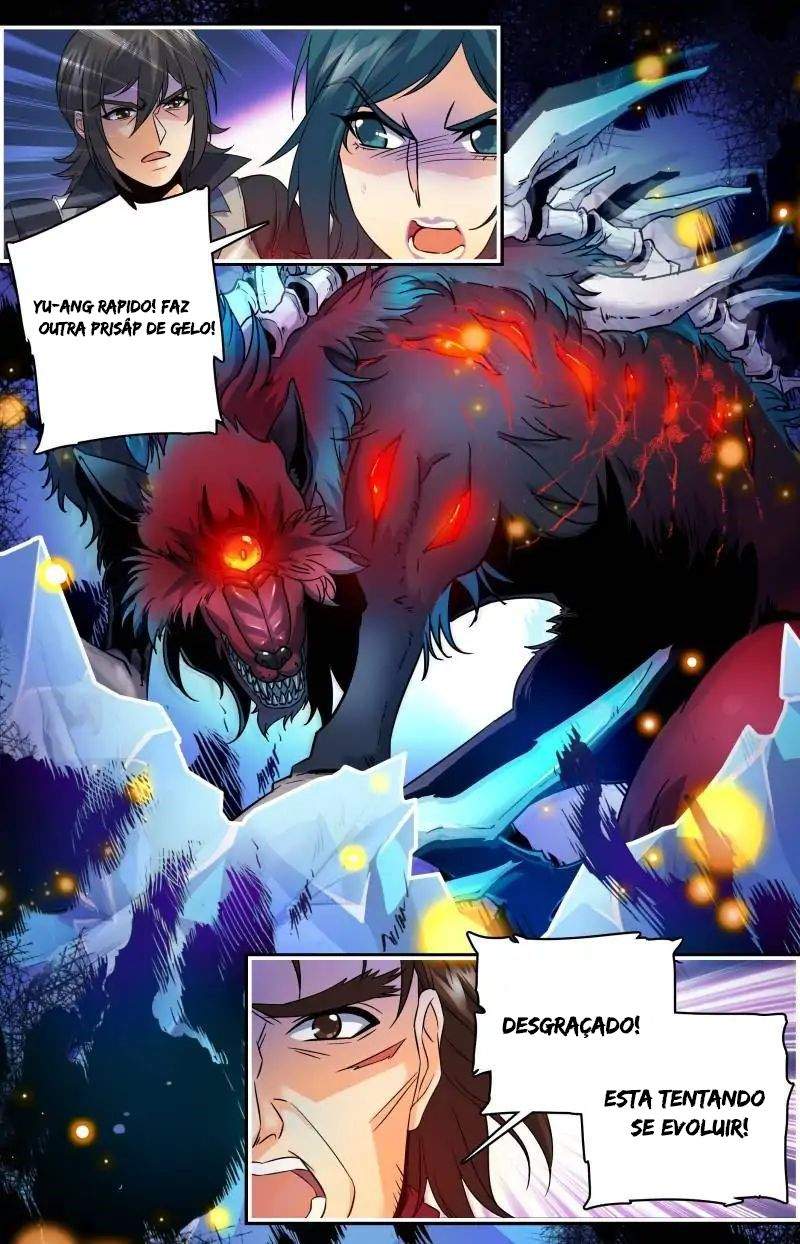 YU-ANG RAPIDO! FAZ
OUTRA PRISÃP DE GELO!
DESGRAÇADO!
ESTA TENTANDO
SE EVOLUIR!